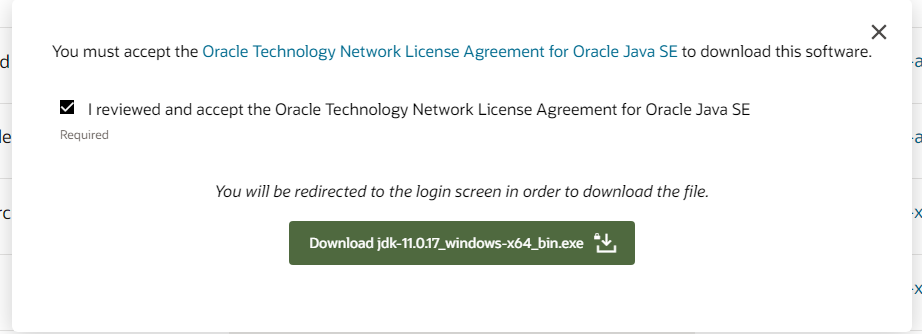 You must accept the Oracle Technology Network License Agreement for Oracle Java SE to download this software.
I reviewed and accept the Oracle Technology Network License Agreement for Oracle Java SE
Required
You will be redirected to the login screen in order to download the file.
Download jdk-11.0.17_windows-x64_bin.exe